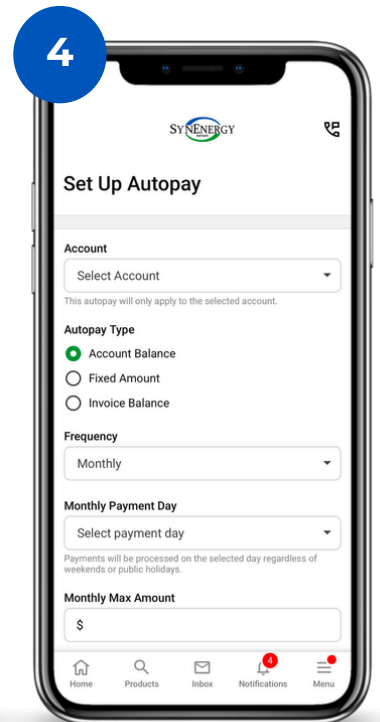 4
SYNENERGY
Set Up Autopay
Account
Select Account
This autopay will only apply to the selected account.
Autopay Type
Account Balance
Fixed Amount
Invoice Balance
Frequency
Monthly
Monthly Payment Day
Select payment day
Payments will be processed on the selected day regardless of
weekends or public holidays.
Monthly Max Amount
$
4
Home Products Inbox Notifications Menu